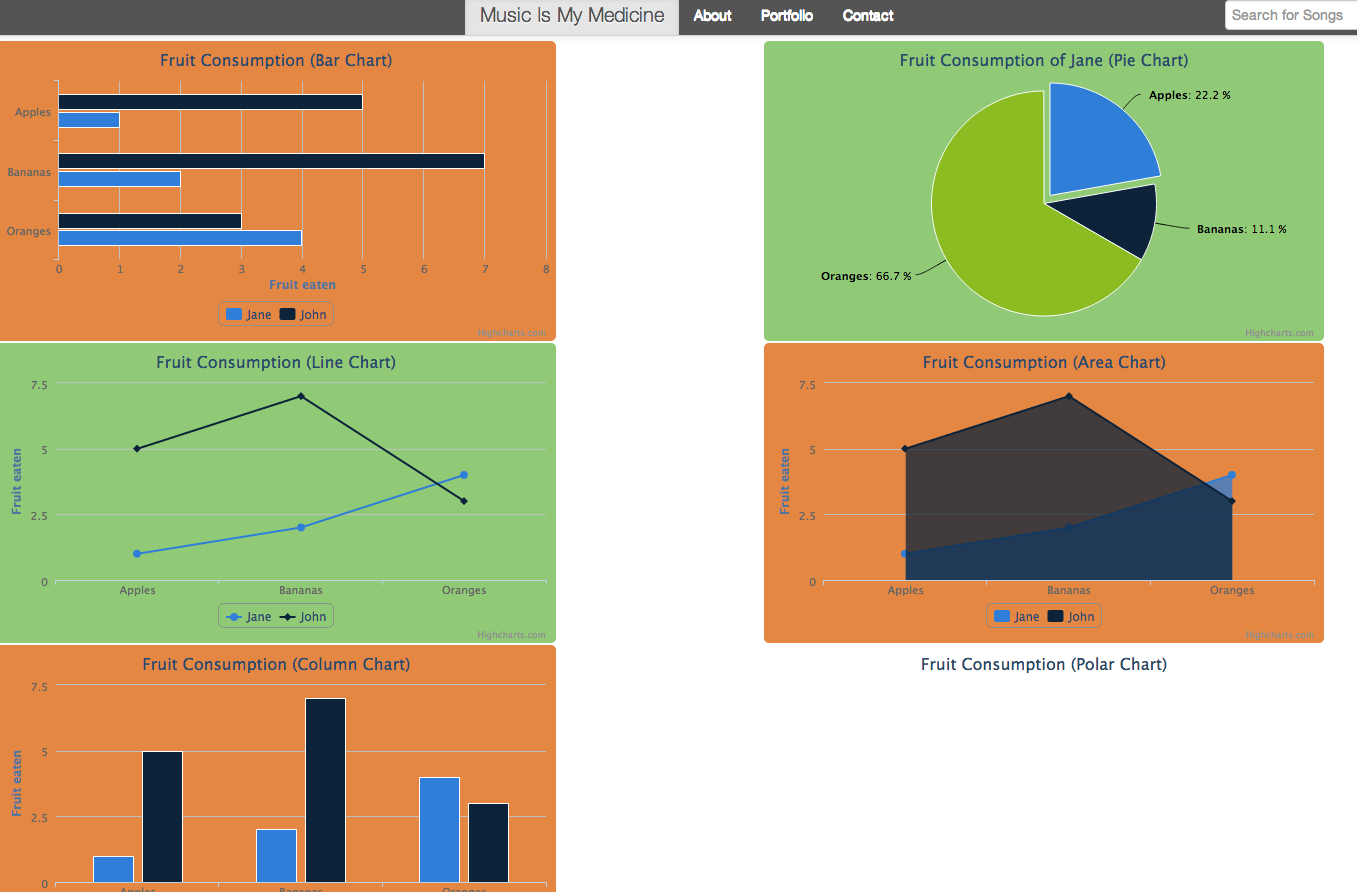 Music Is My Medicine About Portfolio Contact Search for Songs
Fruit Consumption (Bar Chart)
Apples
Bananas
Oranges
0 1 2 3 4 5 6 7 8
Fruit eaten
Jane John
Highcharts.com
Fruit Consumption of Jane (Pie Chart)
Apples: 22.2 %
Bananas: 11.1 %
Oranges: 66.7 %
Highcharts.com
Fruit Consumption (Line Chart)
Fruit eaten
7.5
5
2.5
0
Apples Bananas Oranges
Jane John
Highcharts.com
Fruit Consumption (Area Chart)
Fruit eaten
7.5
5
2.5
0
Apples Bananas Oranges
Jane John
Highcharts.com
Fruit Consumption (Column Chart)
Fruit eaten
7.5
5
2.5
0
Apples Bananas Oranges
Fruit Consumption (Polar Chart)